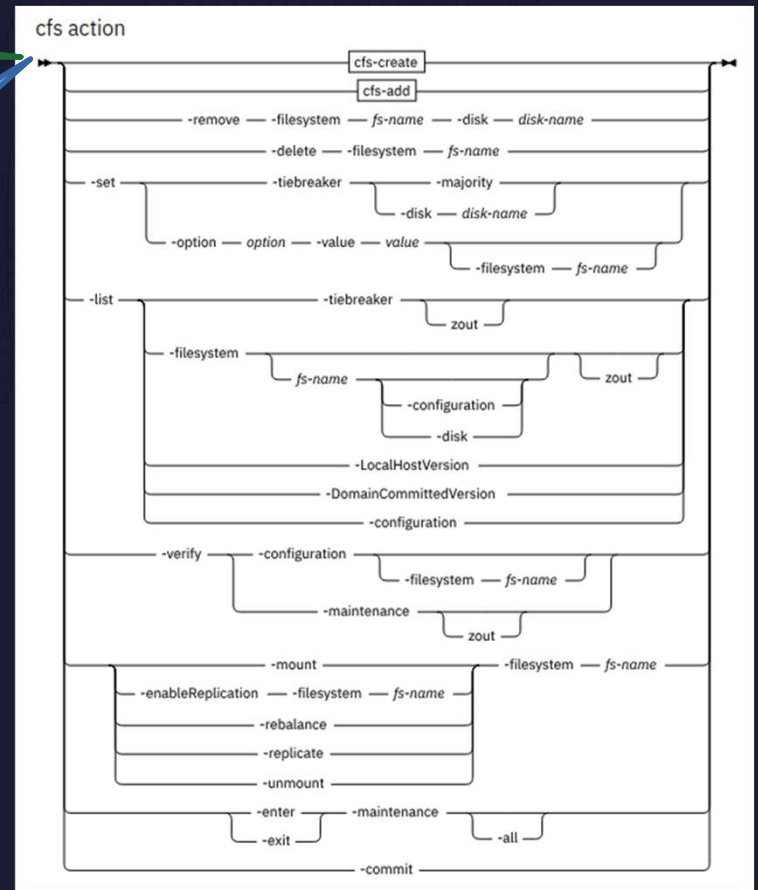 cfs action
cfs-create
cfs-add
-remove -filesystem fs-name -disk disk-name
-delete -filesystem fs-name
-set -tiebreaker -majority
-disk disk-name
-option option -value value
-filesystem fs-name
-list -tiebreaker
zout
-filesystem
fs-name zout
-configuration
-disk
-LocalHostVersion
-DomainCommittedVersion
-configuration
-verify -configuration
-filesystem fs-name
-maintenance
zout
-mount -filesystem fs-name
-enableReplication -filesystem fs-name
-rebalance
-replicate
-unmount
-enter -maintenance
-exit -all
-commit